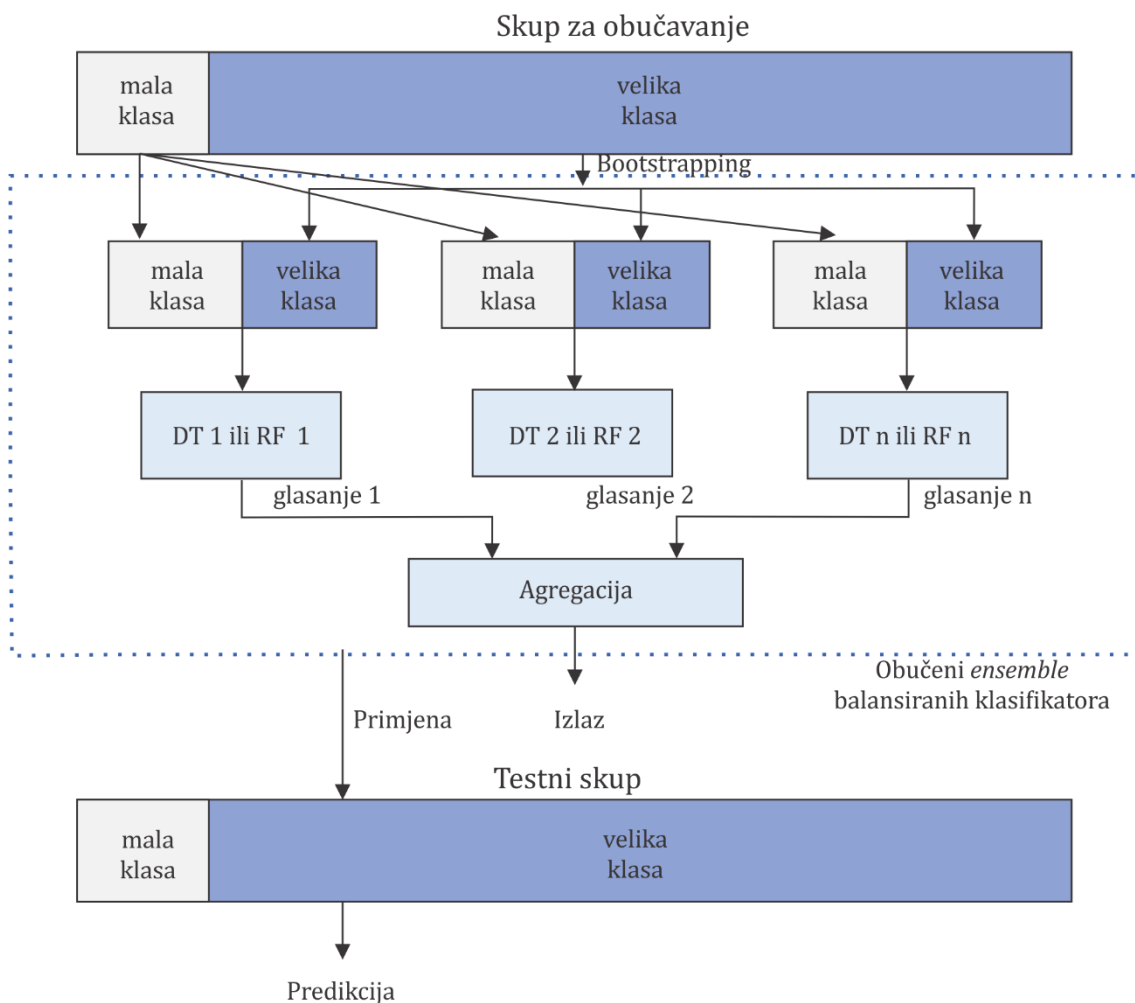 Skup za obučavanje
mala
klasa
velika
klasa
Bootstrapping
mala
klasa
velika
klasa
mala
klasa
velika
klasa
mala
klasa
velika
klasa
DT 1 ili RF 1
DT 2 ili RF 2
DT n ili RF n
glasanje 1
glasanje 2
glasanje n
Agregacija
Obučeni ensemble
balansiranih klasifikatora
Primjena
Izlaz
Testni skup
mala
klasa
velika
klasa
Predikcija